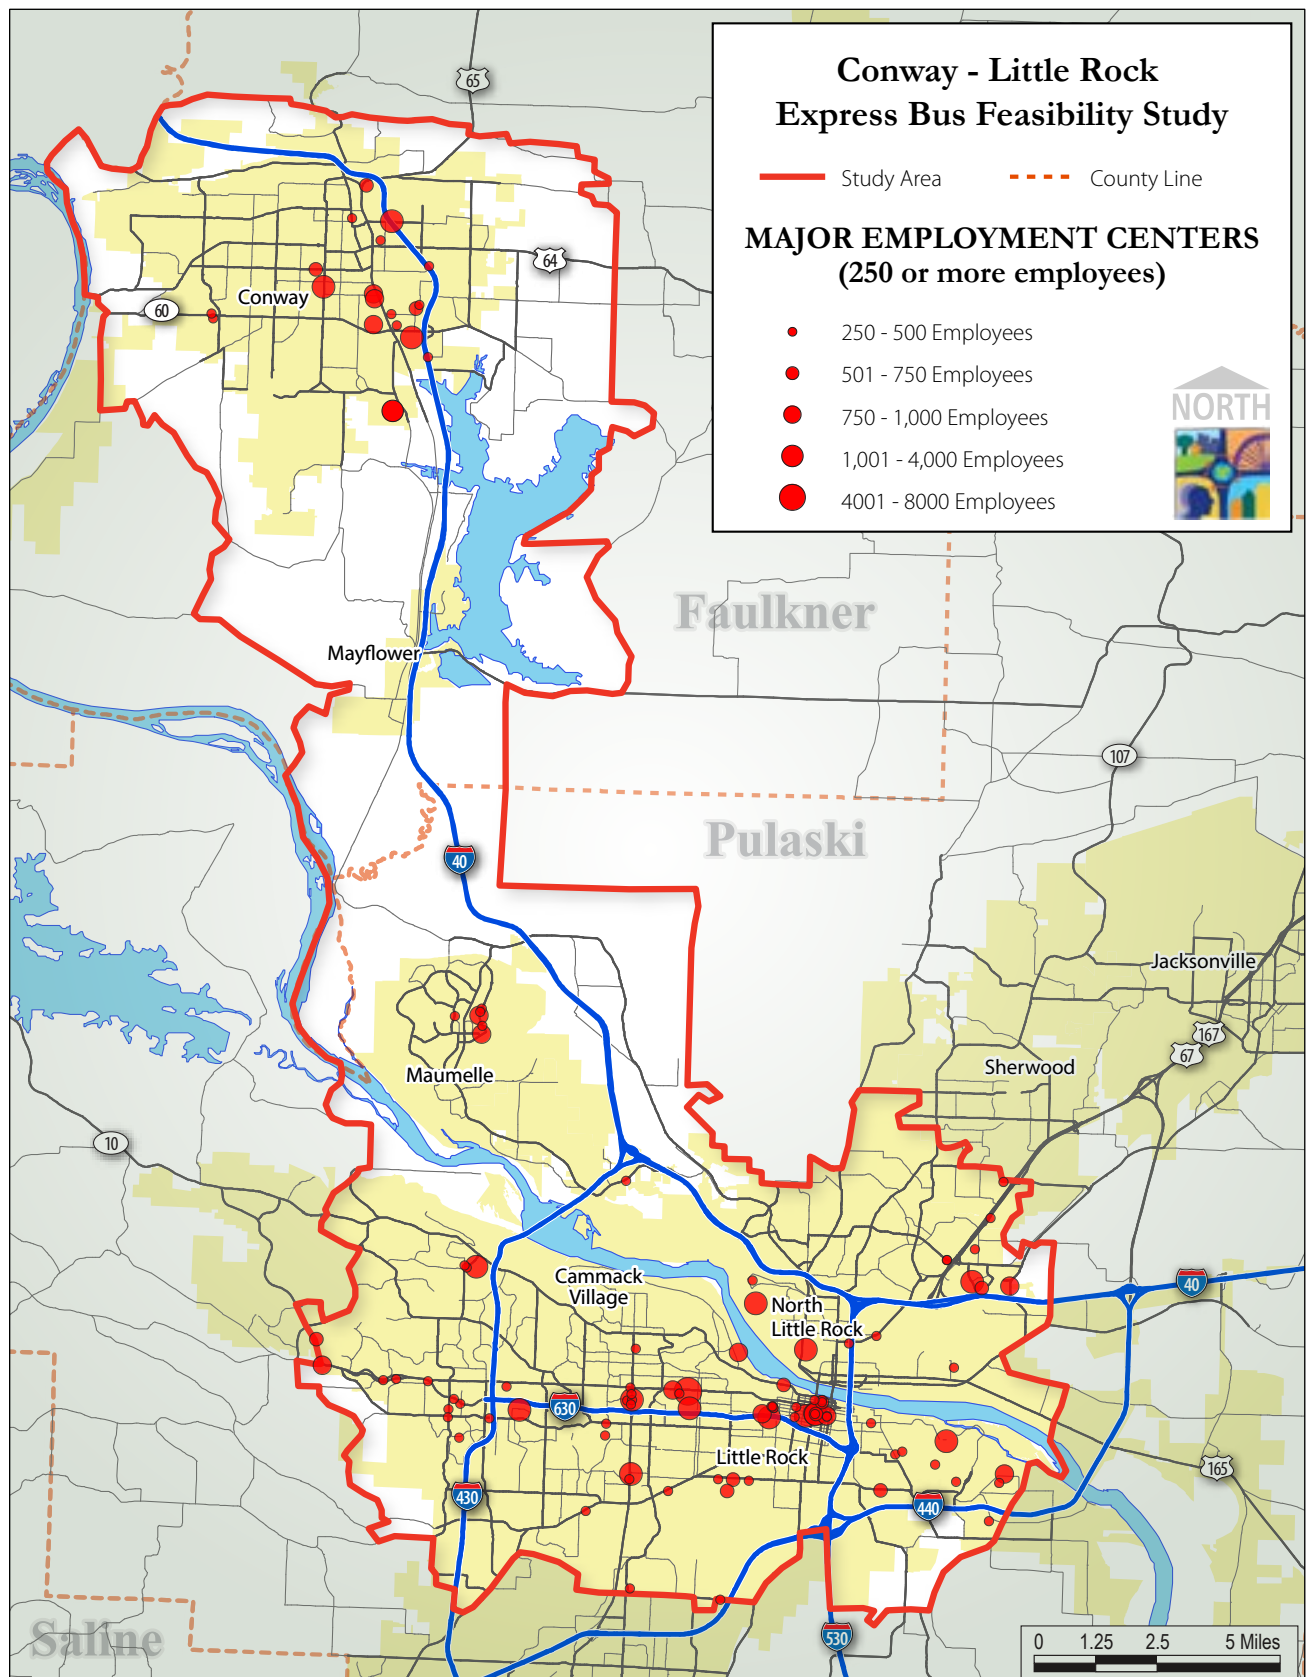 Conway - Little Rock
Express Bus Feasibility Study
Study Area
County Line
MAJOR EMPLOYMENT CENTERS
(250 or more employees)
250 - 500 Employees
501 - 750 Employees
750 - 1,000 Employees
1,001 - 4,000 Employees
4001 - 8000 Employees
NORTH
65
64
Conway
60
Faulkner
Mayflower
107
Pulaski
40
Jacksonville
167
67
Sherwood
Maumelle
10
40
Cammack
Village
North
Little Rock
630
Little Rock
165
430
440
530
Saline
0 1.25 2.5 5 Miles